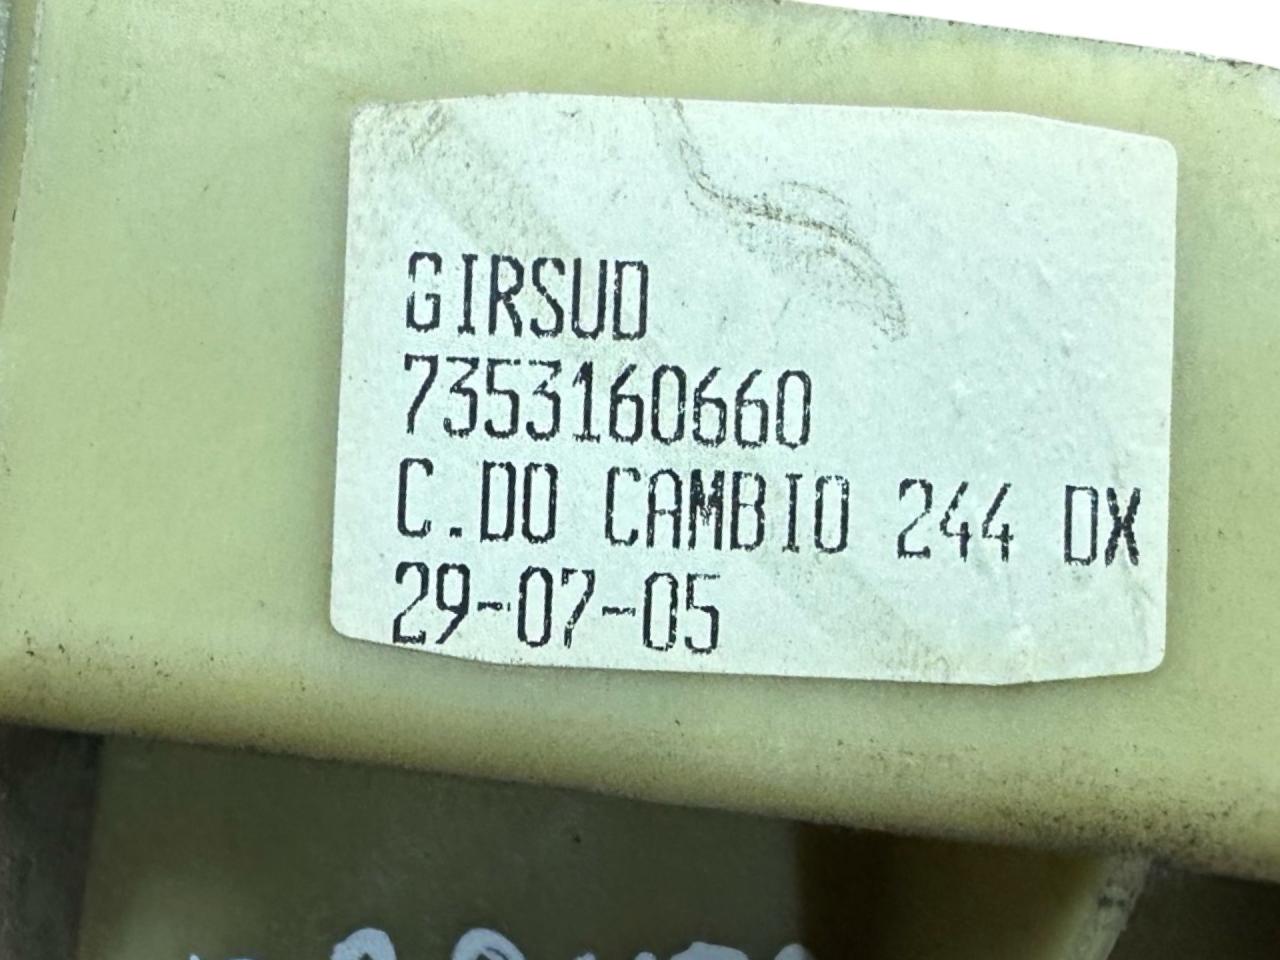 GIRSUD
7353160660
C.DO CAMBIO 244 DX
29-07-05